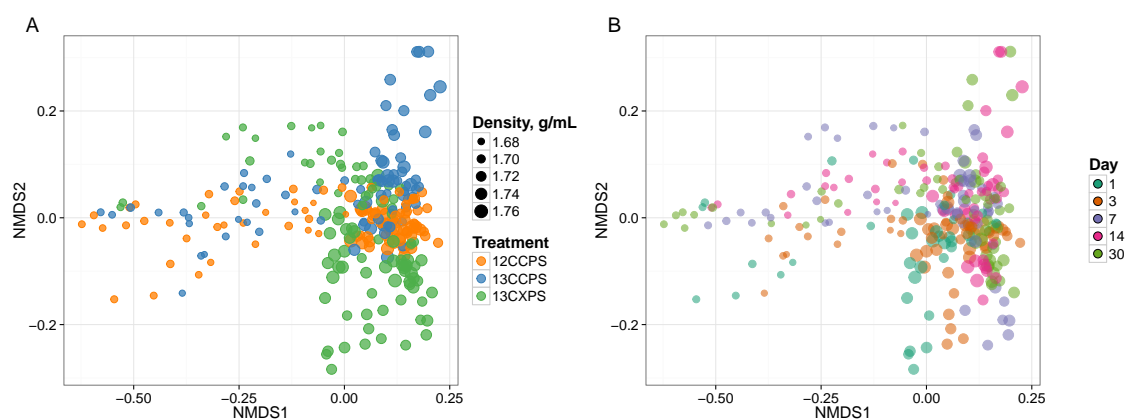 A
NMDS2
0.2
0.0
−0.2
−0.50
−0.25
0.00
0.25
NMDS1
Density, g/mL
1.68
1.70
1.72
1.74
1.76
Treatment
12CCPS
13CCPS
13CXPS
B
NMDS2
0.2
0.0
−0.2
−0.50
−0.25
0.00
0.25
NMDS1
Day
1
3
7
14
30